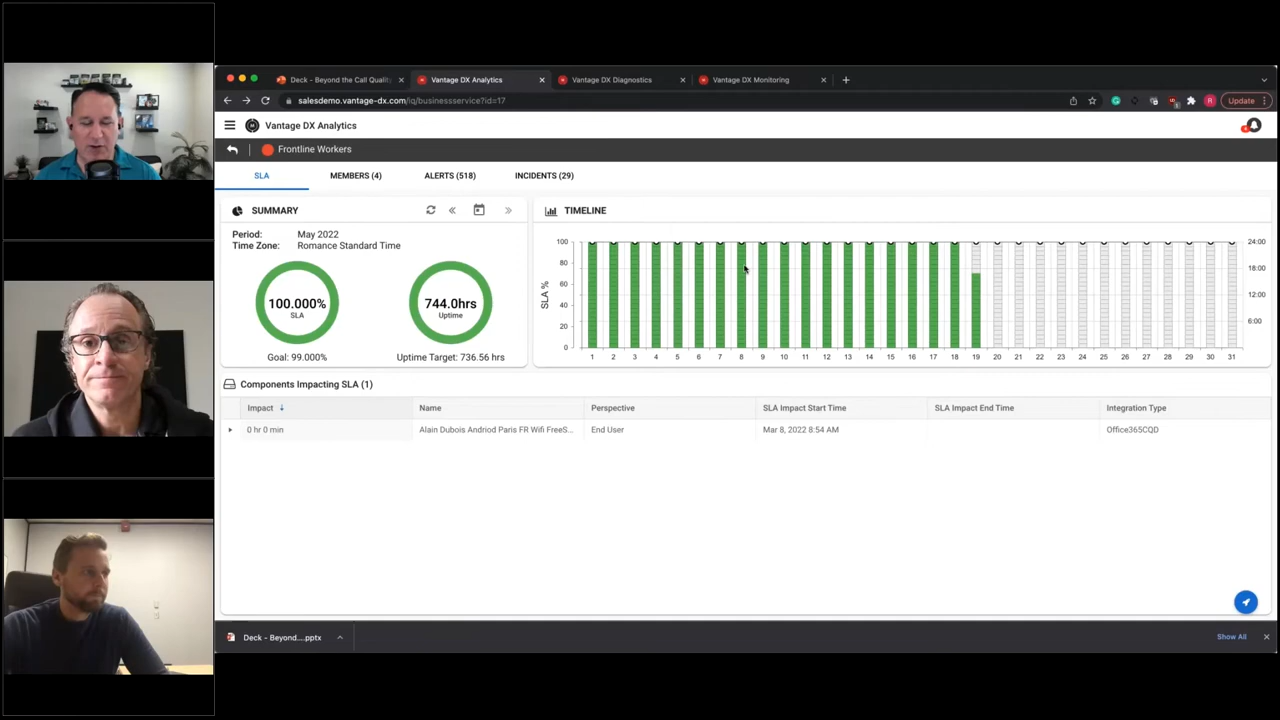 Deck - Beyond the Call Qualit
Vantage DX Analytics
Vantage DX Diagnostics
Vantage DX Monitoring
salesdemo.vantage-dx.com/iq/businessservice?id=17
R
Update
Vantage DX Analytics
Frontline Workers
SLA
MEMBERS (4)
ALERTS (518)
INCIDENTS (29)
SUMMARY
Period: May 2022
Time Zone: Romance Standard Time
100.000%
SLA
Goal: 99.000%
744.0hrs
Uptime
Uptime Target: 736.56 hrs
TIMELINE
SLA %
100
80
60
40
20
0
24:00
18:00
12:00
6:00
1 2 3 4 5 6 7 8 9 10 11 12 13 14 15 16 17 18 19 20 21 22 23 24 25 26 27 28 29 30 31
Components Impacting SLA (1)
Impact Name Perspective SLA Impact Start Time SLA Impact End Time Integration Type
0 hr 0 min Alain Dubois Andriod Paris FR Wifi FreeS... End User Mar 8, 2022 8:54 AM Office365CQD
Deck - Beyond....pptx
Show All